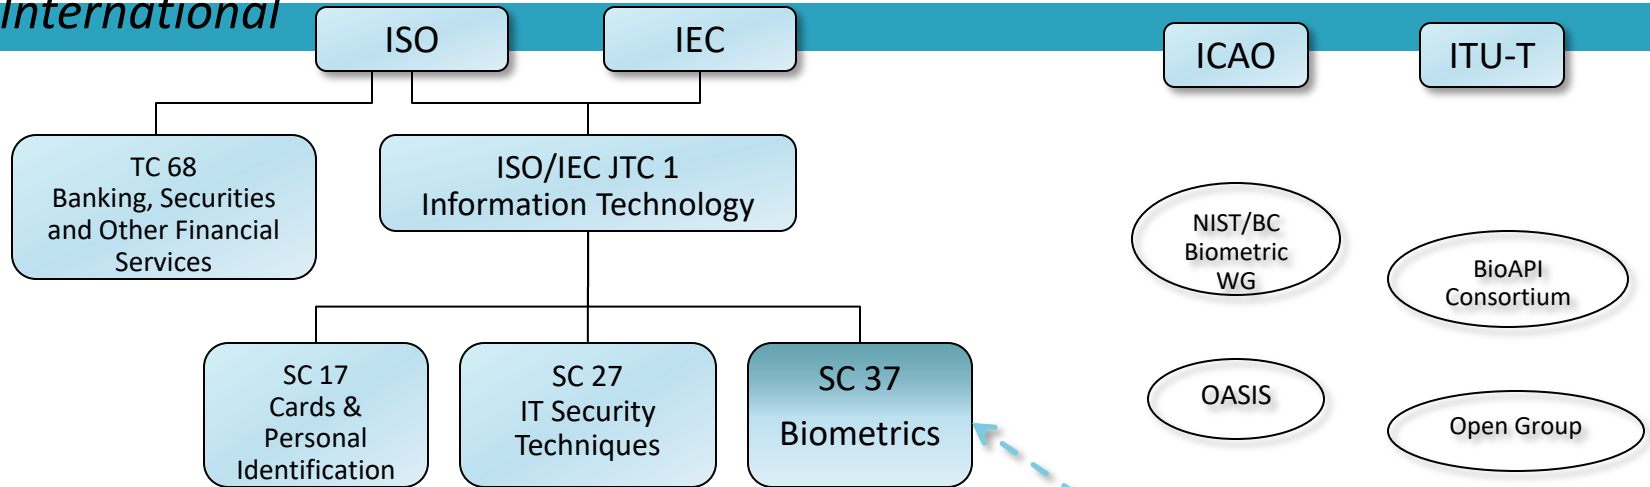 International
ISO
IEC
ICAO
ITU-T
TC 68
Banking, Securities
and Other Financial
Services
ISO/IEC JTC 1
Information Technology
NIST/BC
Biometric
WG
BioAPI
Consortium
SC 17
Cards &
Personal
Identification
SC 27
IT Security
Techniques
SC 37
Biometrics
OASIS
Open Group